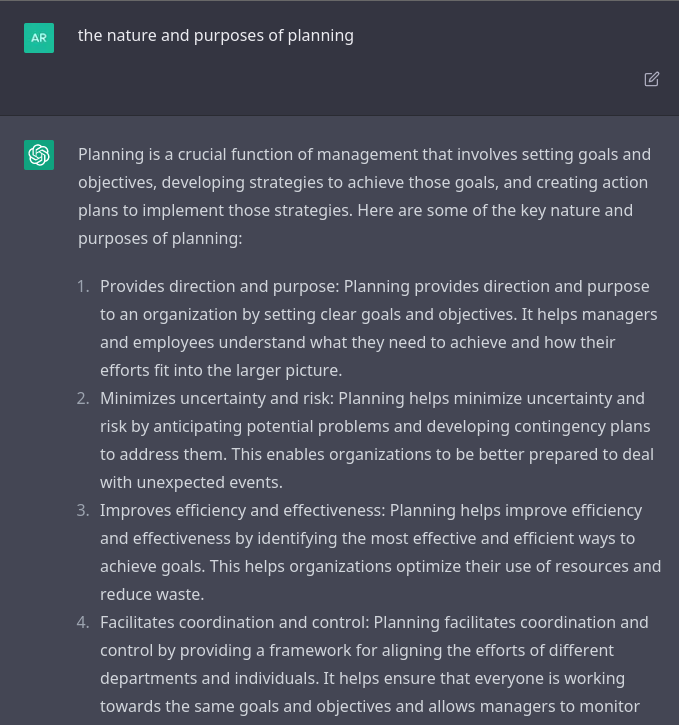 AR
the nature and purposes of planning
Planning is a crucial function of management that involves setting goals and
objectives, developing strategies to achieve those goals, and creating action
plans to implement those strategies. Here are some of the key nature and
purposes of planning:
1. Provides direction and purpose: Planning provides direction and purpose
to an organization by setting clear goals and objectives. It helps managers
and employees understand what they need to achieve and how their
efforts fit into the larger picture.
2. Minimizes uncertainty and risk: Planning helps minimize uncertainty and
risk by anticipating potential problems and developing contingency plans
to address them. This enables organizations to be better prepared to deal
with unexpected events.
3. Improves efficiency and effectiveness: Planning helps improve efficiency
and effectiveness by identifying the most effective and efficient ways to
achieve goals. This helps organizations optimize their use of resources and
reduce waste.
4. Facilitates coordination and control: Planning facilitates coordination and
control by providing a framework for aligning the efforts of different
departments and individuals. It helps ensure that everyone is working
towards the same goals and objectives and allows managers to monitor